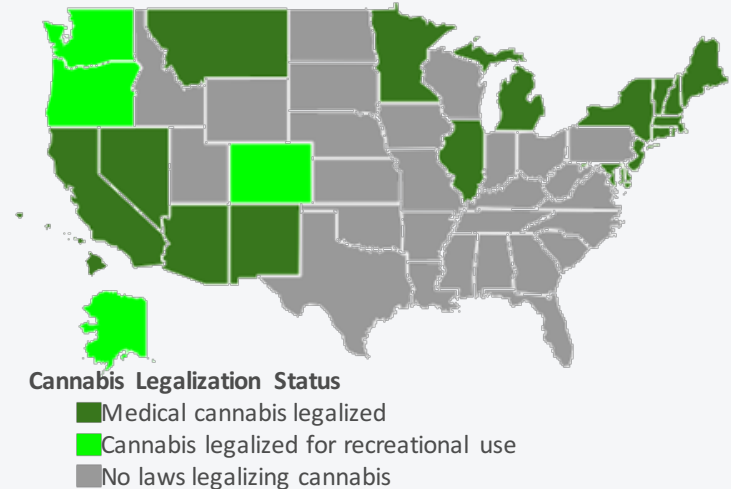 Cannabis Legalization Status
Medical cannabis legalized
Cannabis legalized for recreational use
No laws legalizing cannabis